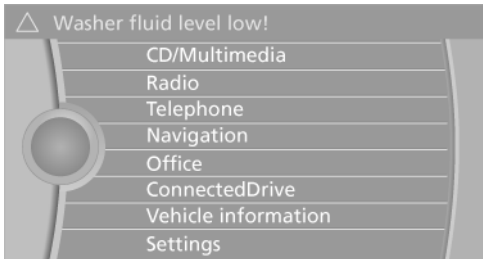 Washer fluid level low!
CD/Multimedia
Radio
Telephone
Navigation
Office
ConnectedDrive
Vehicle information
Settings